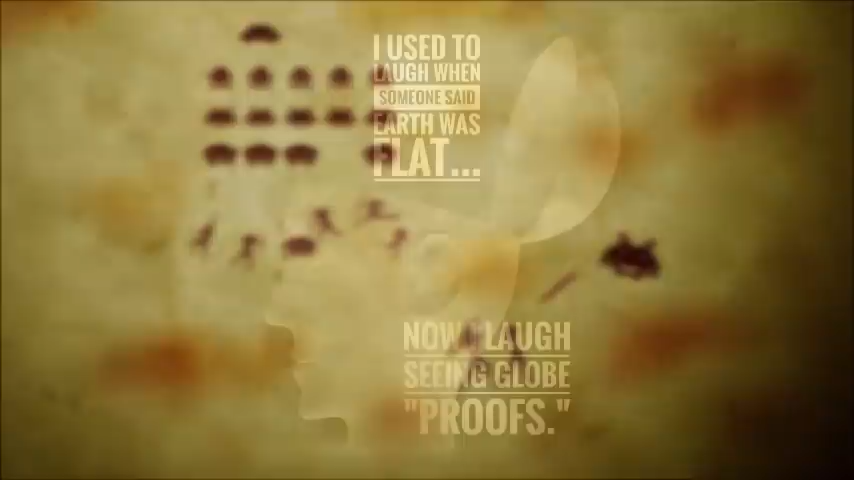 I USED TO
LAUGH WHEN
SOMEONE SAID
EARTH WAS
FLAT...
NOW I LAUGH
SEEING GLOBE
"PROOFS."